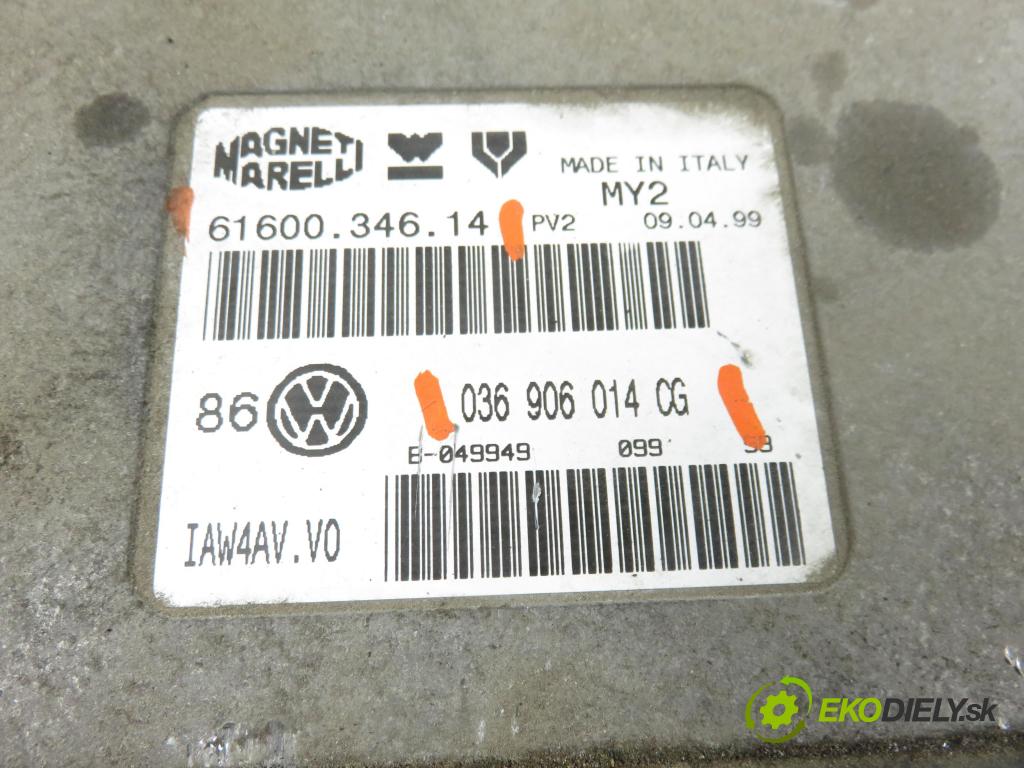 MAGNETI
MARELLI
MADE IN ITALY
MY2
61600.346.14 PV2 09.04.99
86 VW 036 906 014 CG
B-049949 099
IAW4AV.V0
EKODIELY.sk